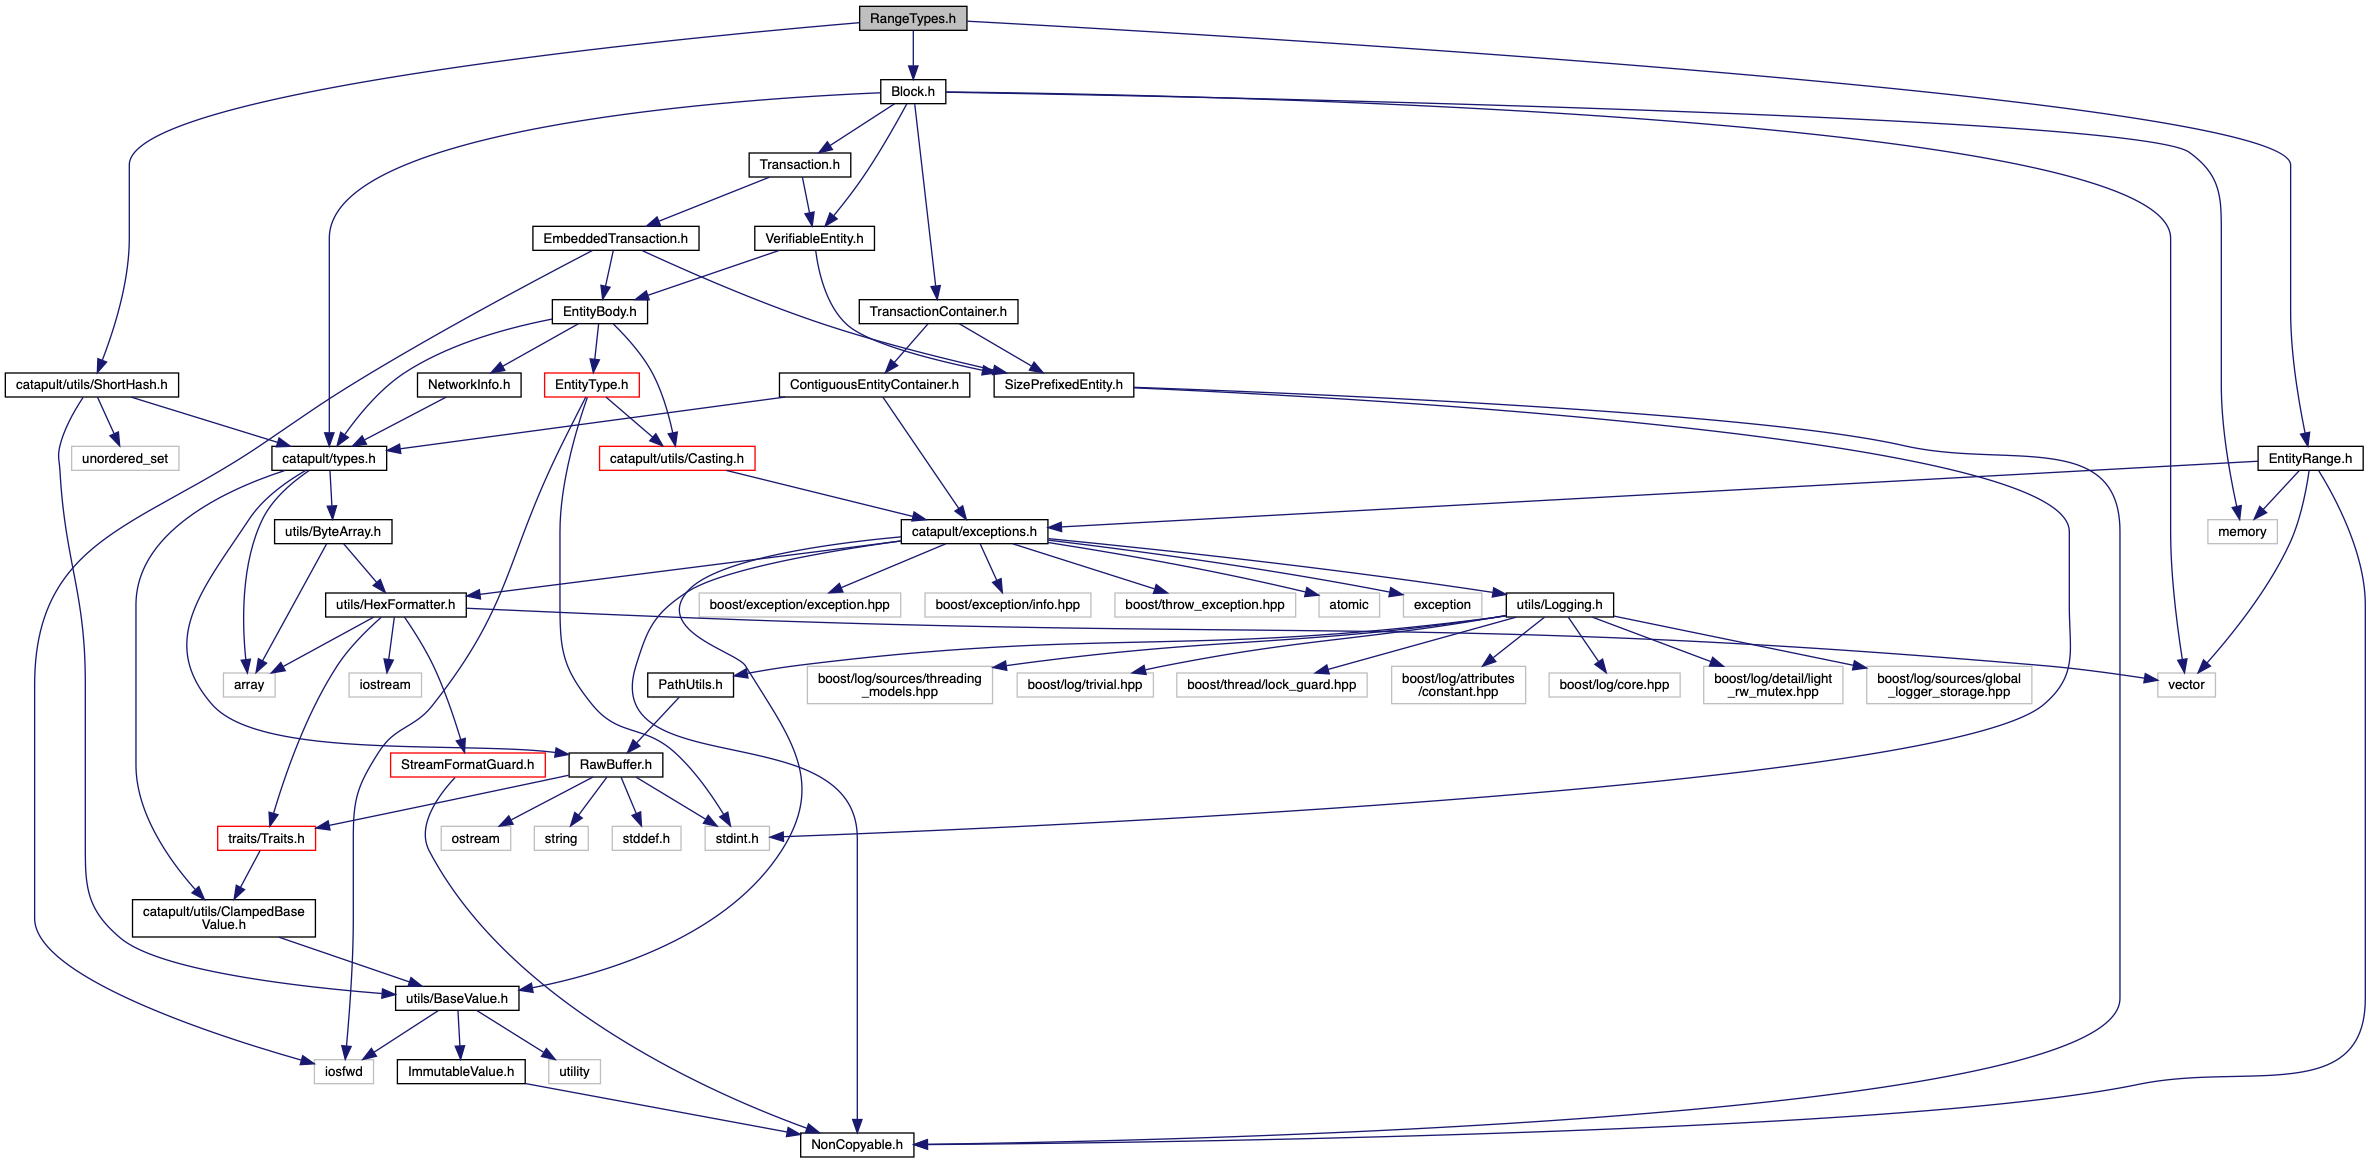 RangeTypes.h
Block.h
Transaction.h
EmbeddedTransaction.h
VerifiableEntity.h
EntityBody.h
TransactionContainer.h
catapult/utils/ShortHash.h
NetworkInfo.h
EntityType.h
ContiguousEntityContainer.h
SizePrefixedEntity.h
unordered_set
catapult/types.h
catapult/utils/Casting.h
EntityRange.h
utils/ByteArray.h
catapult/exceptions.h
memory
utils/HexFormatter.h
boost/exception/exception.hpp
boost/exception/info.hpp
boost/throw_exception.hpp
atomic
exception
utils/Logging.h
array
iostream
PathUtils.h
boost/log/sources/threading
_models.hpp
boost/log/trivial.hpp
boost/thread/lock_guard.hpp
boost/log/attributes
/constant.hpp
boost/log/core.hpp
boost/log/detail/light
_rw_mutex.hpp
boost/log/sources/global
_logger_storage.hpp
vector
StreamFormatGuard.h
RawBuffer.h
traits/Traits.h
ostream
string
stddef.h
stdint.h
catapult/utils/ClampedBase
Value.h
utils/BaseValue.h
iosfwd
ImmutableValue.h
utility
NonCopyable.h